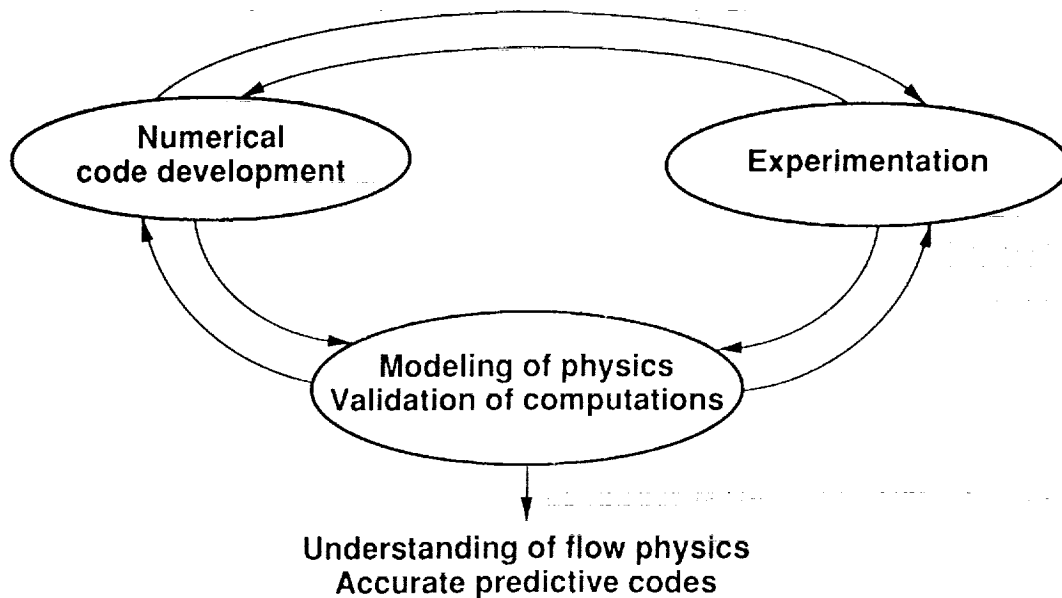 Numerical
code development
Experimentation
Modeling of physics
Validation of computations
Understanding of flow physics
Accurate predictive codes